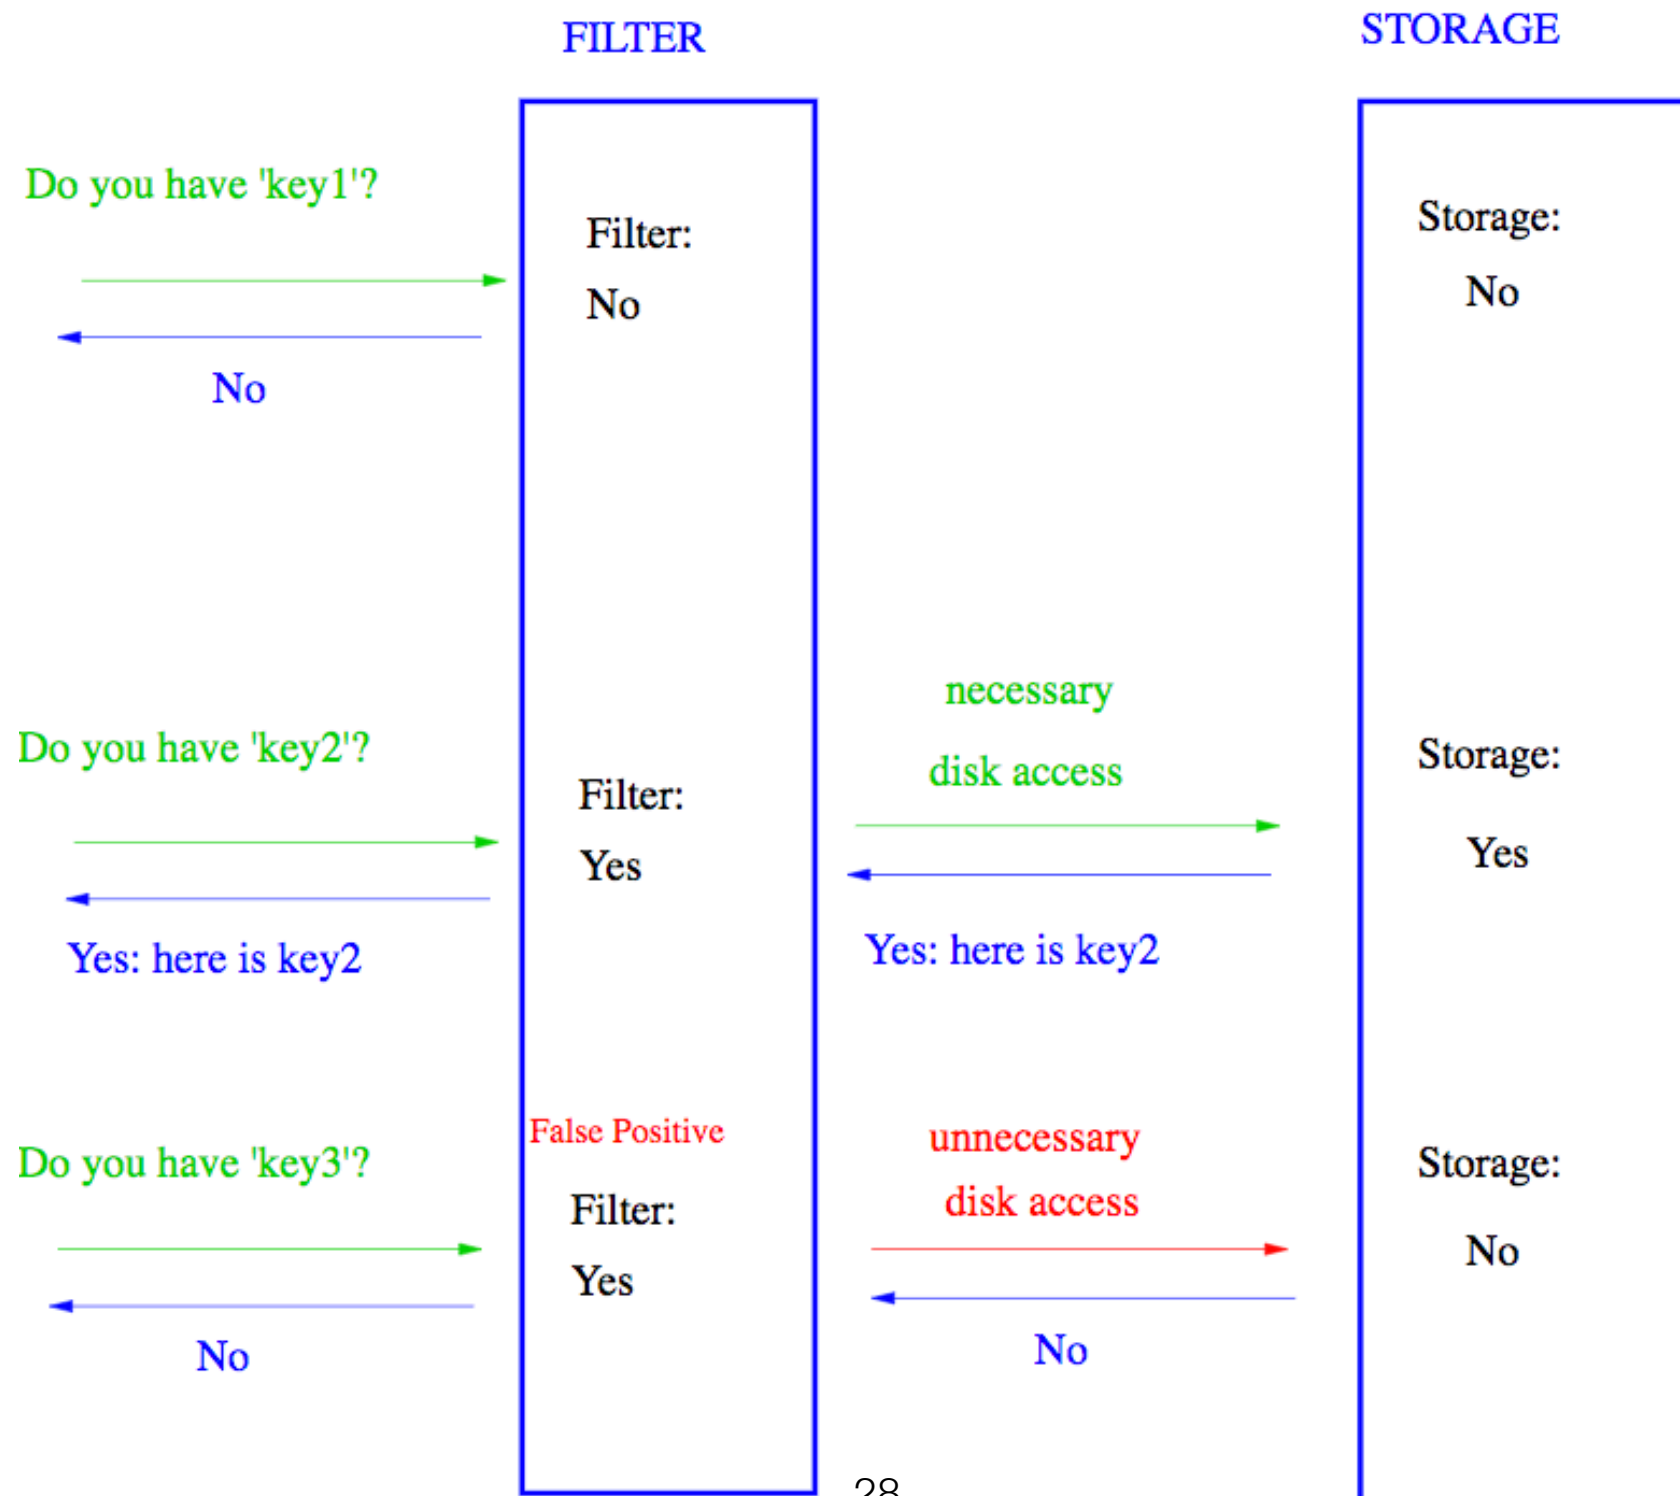 FILTER
STORAGE
Do you have 'key1'?
Filter:
No
Storage:
No
No
necessary
disk access
Do you have 'key2'?
Filter:
Yes
Storage:
Yes
Yes: here is key2
Yes: here is key2
False Positive
unnecessary
disk access
Do you have 'key3'?
Filter:
Yes
Storage:
No
No
No
28